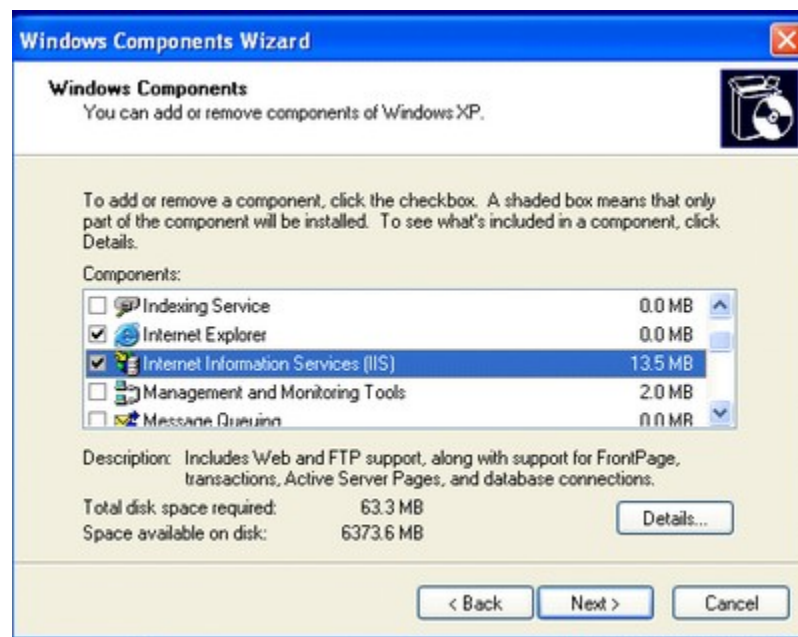 Windows Components Wizard
Windows Components
You can add or remove components of Windows XP.
To add or remove a component, click the checkbox. A shaded box means that only
part of the component will be installed. To see what's included in a component, click
Details.
Components:
Indexing Service 0.0 MB
Internet Explorer 0.0 MB
Internet Information Services (IIS) 13.5 MB
Management and Monitoring Tools 2.0 MB
Message Queuing 0.0 MB
Description: Includes Web and FTP support, along with support for FrontPage,
transactions, Active Server Pages, and database connections.
Total disk space required: 63.3 MB
Space available on disk: 6373.6 MB
Details...
< Back Next > Cancel